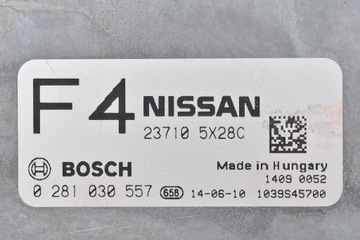 F4 NISSAN
23710 5X28C
BOSCH Made in Hungary
1409 0052
0 281 030 557 658 14-06-10 1039S45700